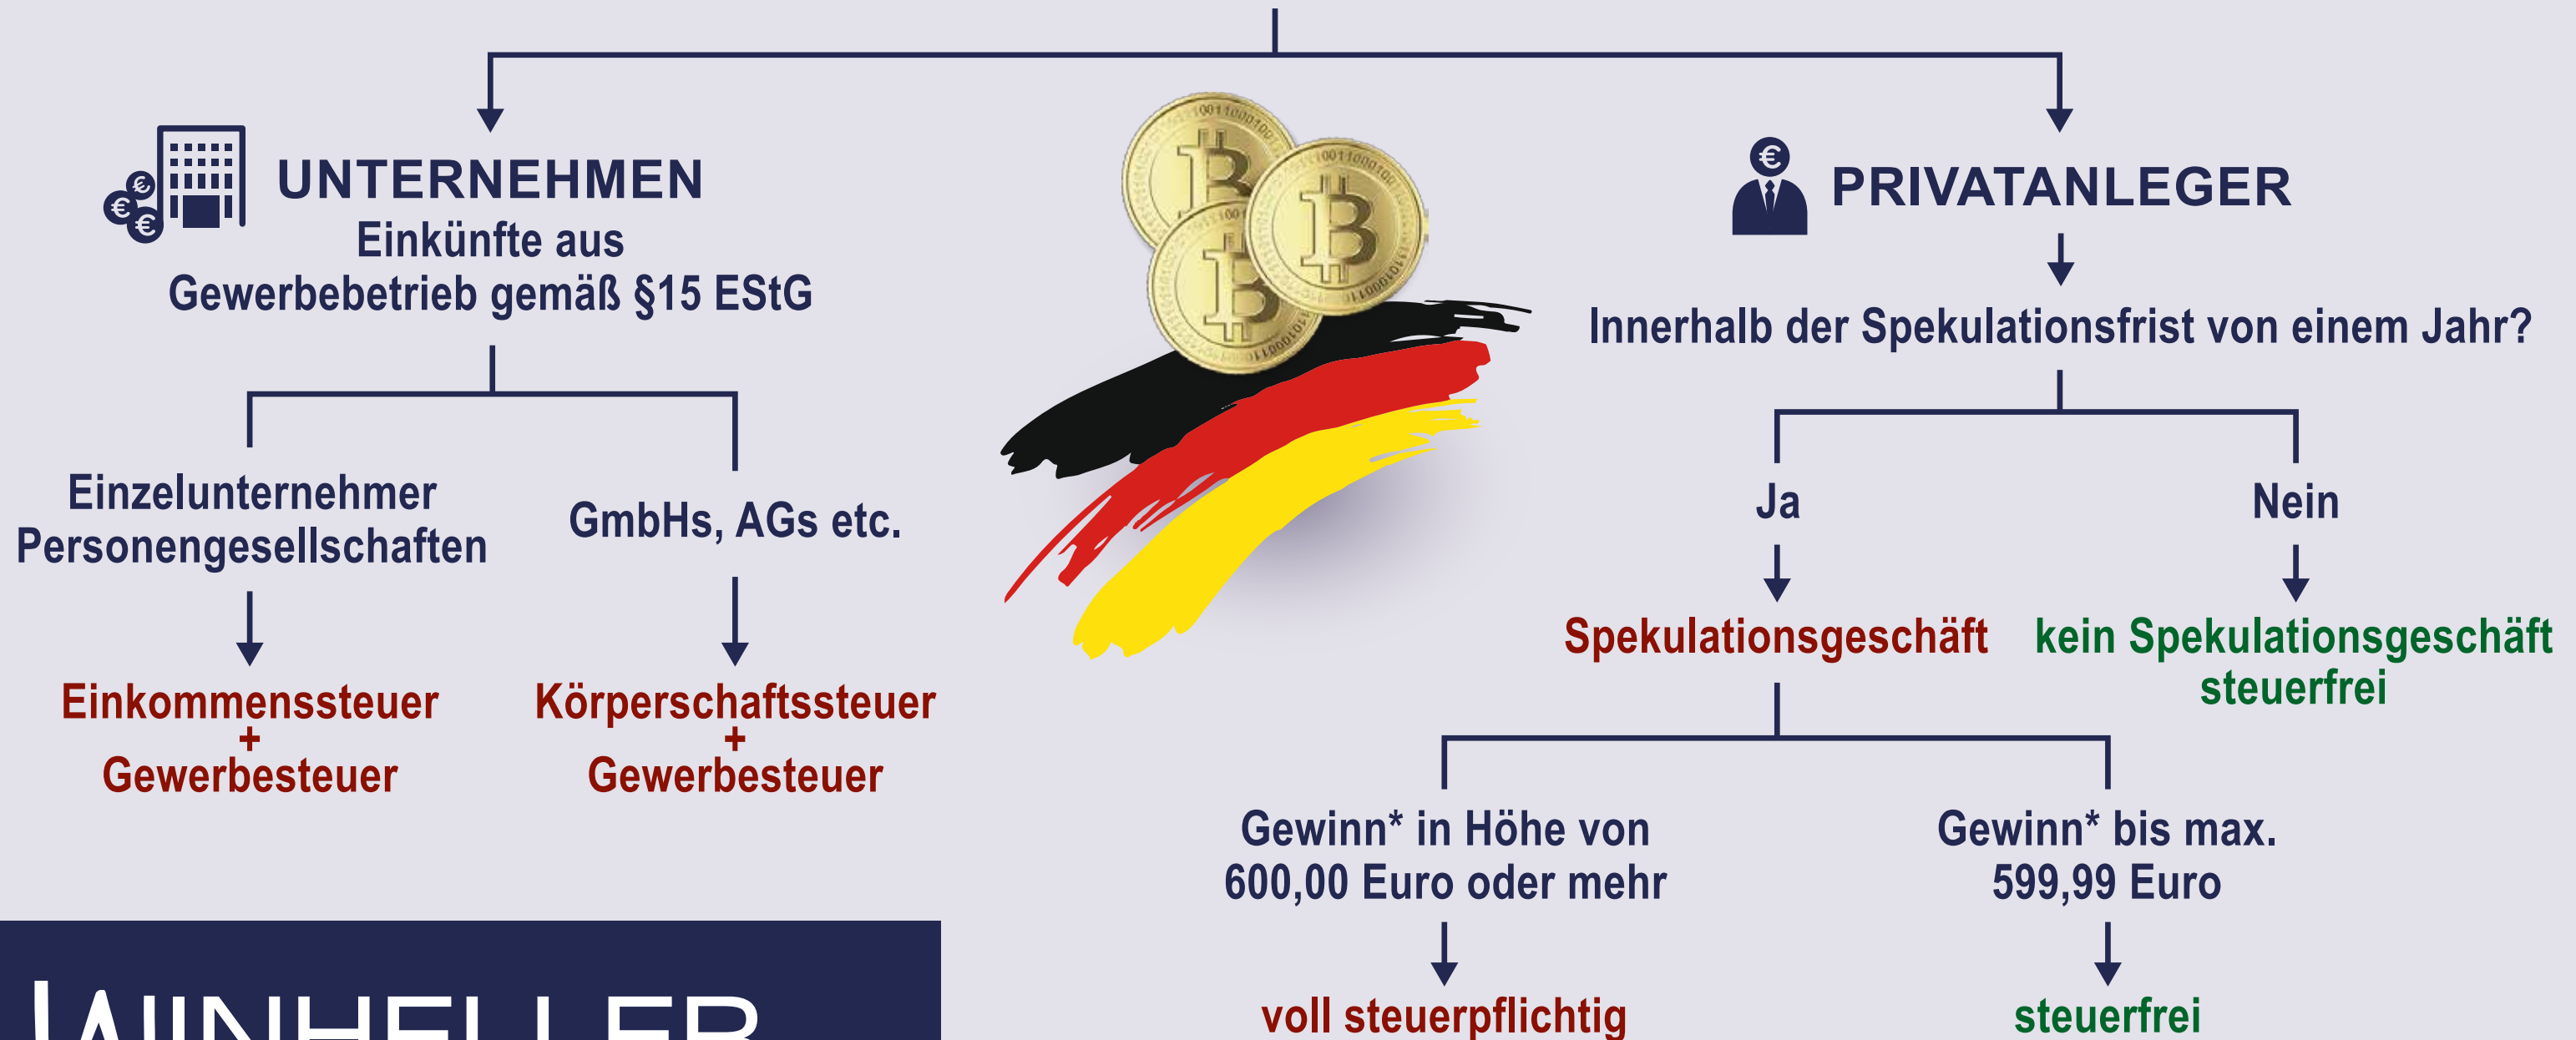 UNTERNEHMEN
Einkünfte aus
Gewerbebetrieb gemäß §15 EStG
Einzelunternehmer
Personengesellschaften
Einkommenssteuer
+
Gewerbesteuer
GmbHs, AGs etc.
Körperschaftssteuer
+
Gewerbesteuer
PRIVATANLEGER
Innerhalb der Spekulationsfrist von einem Jahr?
Ja
Spekulationsgeschäft
Nein
kein Spekulationsgeschäft
steuerfrei
Gewinn* in Höhe von
600,00 Euro oder mehr
voll steuerpflichtig
Gewinn* bis max.
599,99 Euro
steuerfrei
WINHELLER